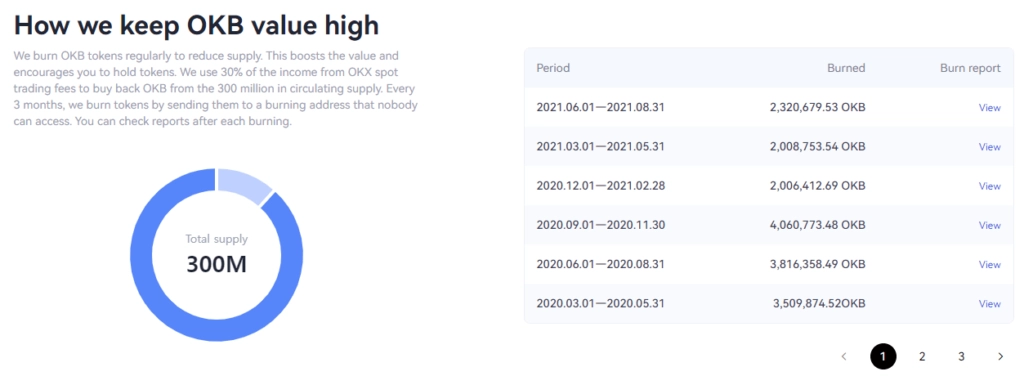 How we keep OKB value high
We burn OKB tokens regularly to reduce supply. This boosts the value and
encourages you to hold tokens. We use 30% of the income from OKX spot
trading fees to buy back OKB from the 300 million in circulating supply. Every
3 months, we burn tokens by sending them to a burning address that nobody
can access. You can check reports after each burning.
Total supply
300M
Period Burned Burn report
2021.06.01—2021.08.31 2,320,679.53 OKB View
2021.03.01—2021.05.31 2,008,753.54 OKB View
2020.12.01—2021.02.28 2,006,412.69 OKB View
2020.09.01—2020.11.30 4,060,773.48 OKB View
2020.06.01—2020.08.31 3,816,358.49 OKB View
2020.03.01—2020.05.31 3,509,874.52OKB View
‹ 1 2 3 ›